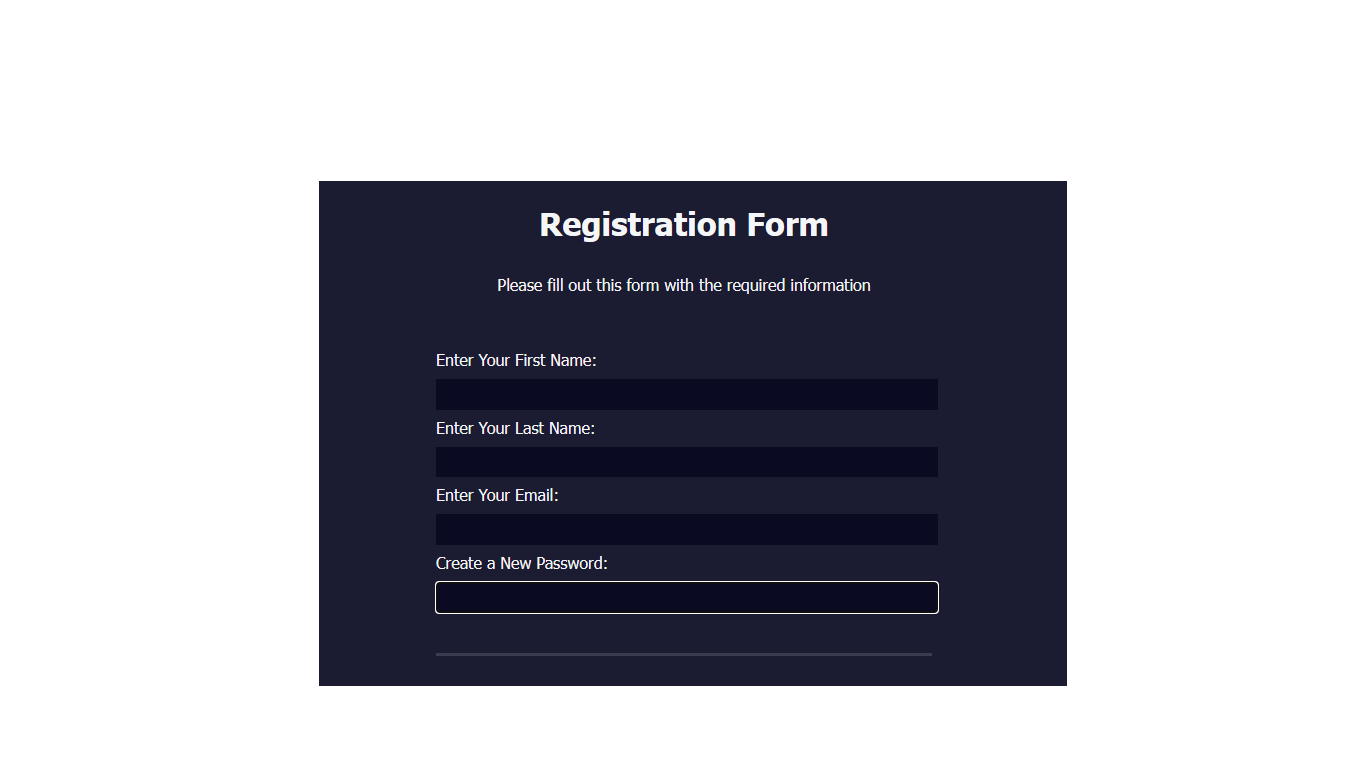 Registration Form
Please fill out this form with the required information
Enter Your First Name:
Enter Your Last Name:
Enter Your Email:
Create a New Password: